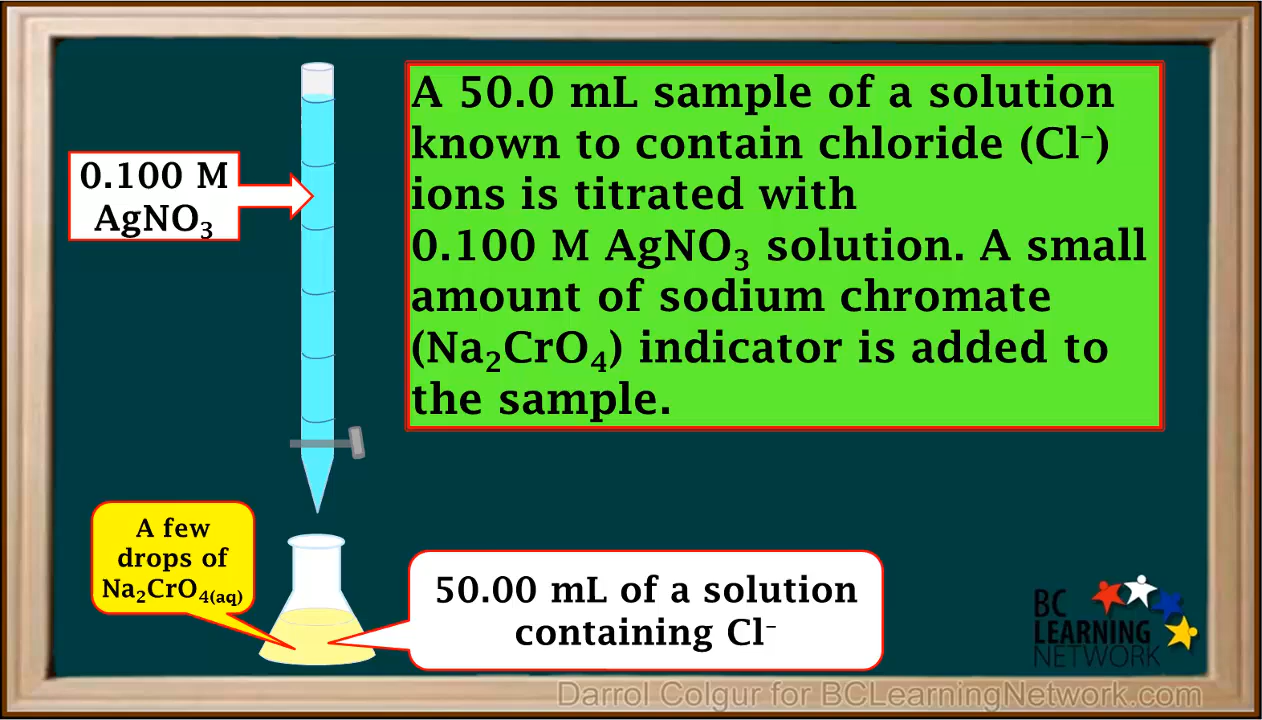 A 50.0 mL sample of a solution
known to contain chloride (Cl⁻)
ions is titrated with
0.100 M AgNO₃ solution. A small
amount of sodium chromate
(Na₂CrO₄) indicator is added to
the sample.
0.100 M
AgNO₃
A few
drops of
Na₂CrO₄(aq)
50.00 mL of a solution
containing Cl⁻
BC
LEARNING
NETWORK
Darrol Colgur for BCLearningNetwork.com